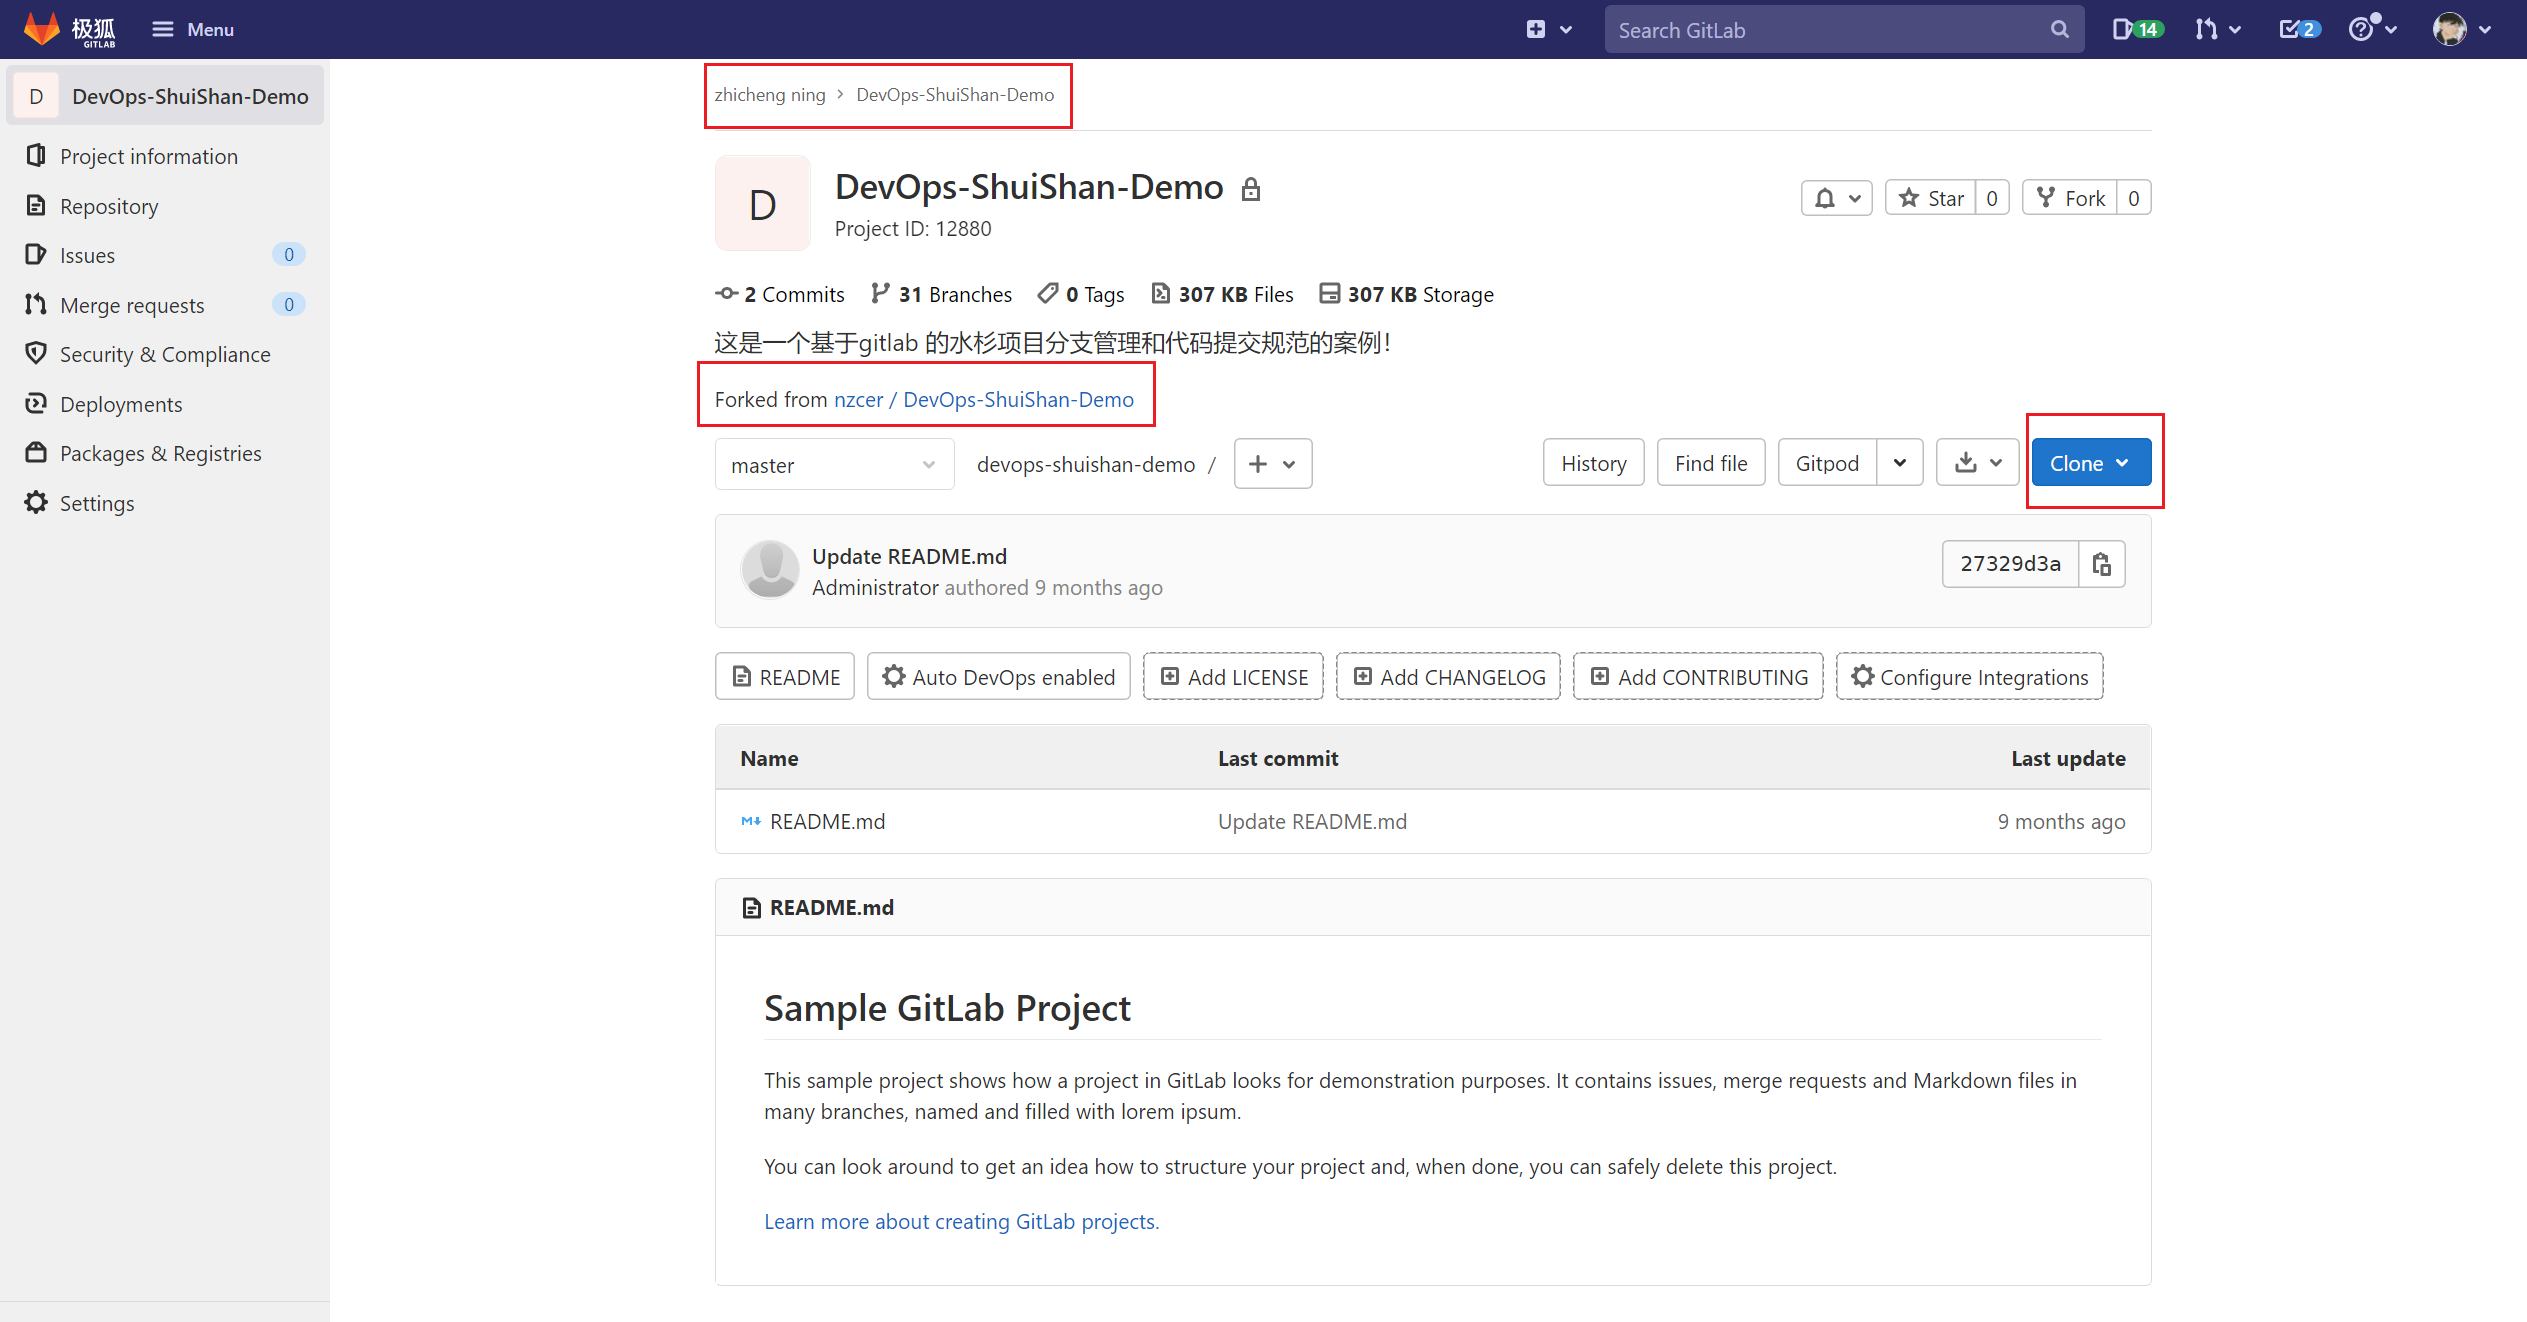 极狐 GITLAB
Menu
Search GitLab
14
2
D DevOps-ShuiShan-Demo
Project information
Repository
Issues 0
Merge requests 0
Security & Compliance
Deployments
Packages & Registries
Settings
zhicheng ning › DevOps-ShuiShan-Demo
D
DevOps-ShuiShan-Demo
Project ID: 12880
Star 0
Fork 0
2 Commits 31 Branches 0 Tags 307 KB Files 307 KB Storage
这是一个基于gitlab 的水杉项目分支管理和代码提交规范的案例！
Forked from nzcer / DevOps-ShuiShan-Demo
master devops-shuishan-demo / + History Find file Gitpod Clone
Update README.md
Administrator authored 9 months ago
27329d3a
README Auto DevOps enabled Add LICENSE Add CHANGELOG Add CONTRIBUTING Configure Integrations
Name Last commit Last update
README.md Update README.md 9 months ago
README.md
Sample GitLab Project
This sample project shows how a project in GitLab looks for demonstration purposes. It contains issues, merge requests and Markdown files in
many branches, named and filled with lorem ipsum.
You can look around to get an idea how to structure your project and, when done, you can safely delete this project.
Learn more about creating GitLab projects.